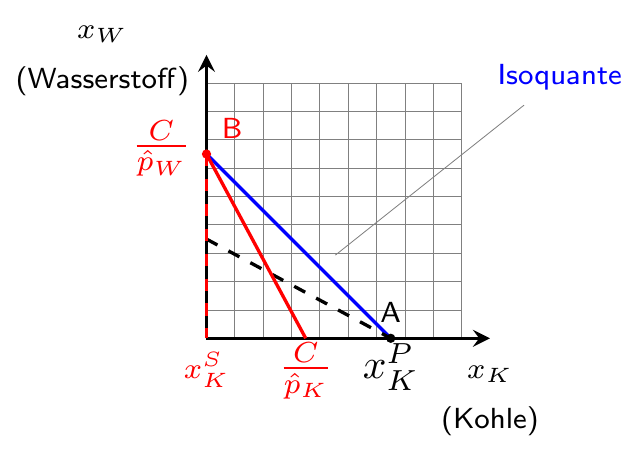 x_W
(Wasserstoff)
Isoquante
B
C/p̂_W
A
x_K^S
C/p̂_K
x_K^P
x_K
(Kohle)